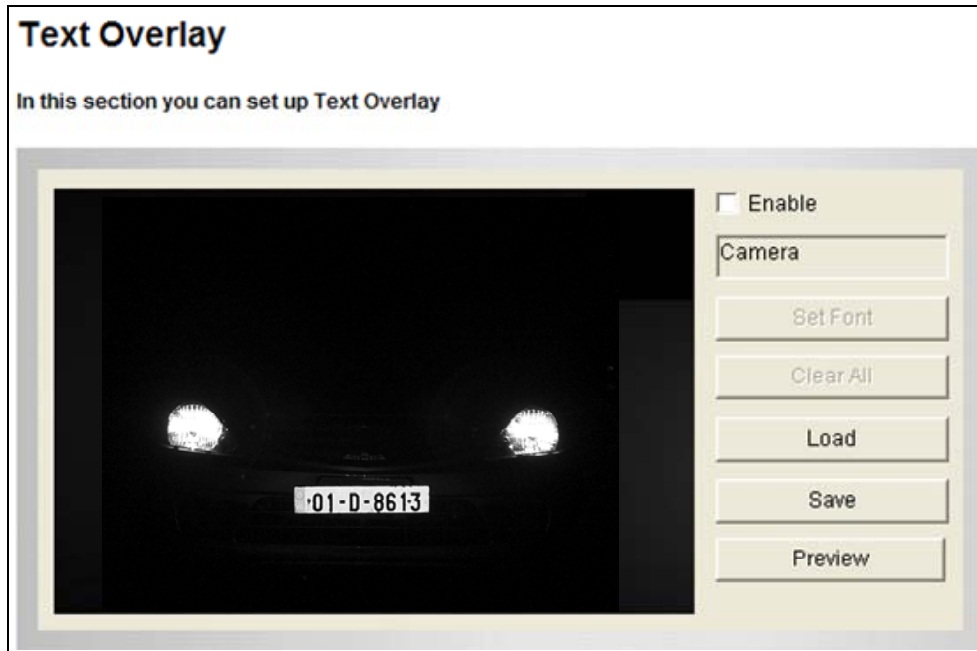 Text Overlay
In this section you can set up Text Overlay
Enable
Camera
Set Font
Clear All
Load
Save
Preview
01-D-8613